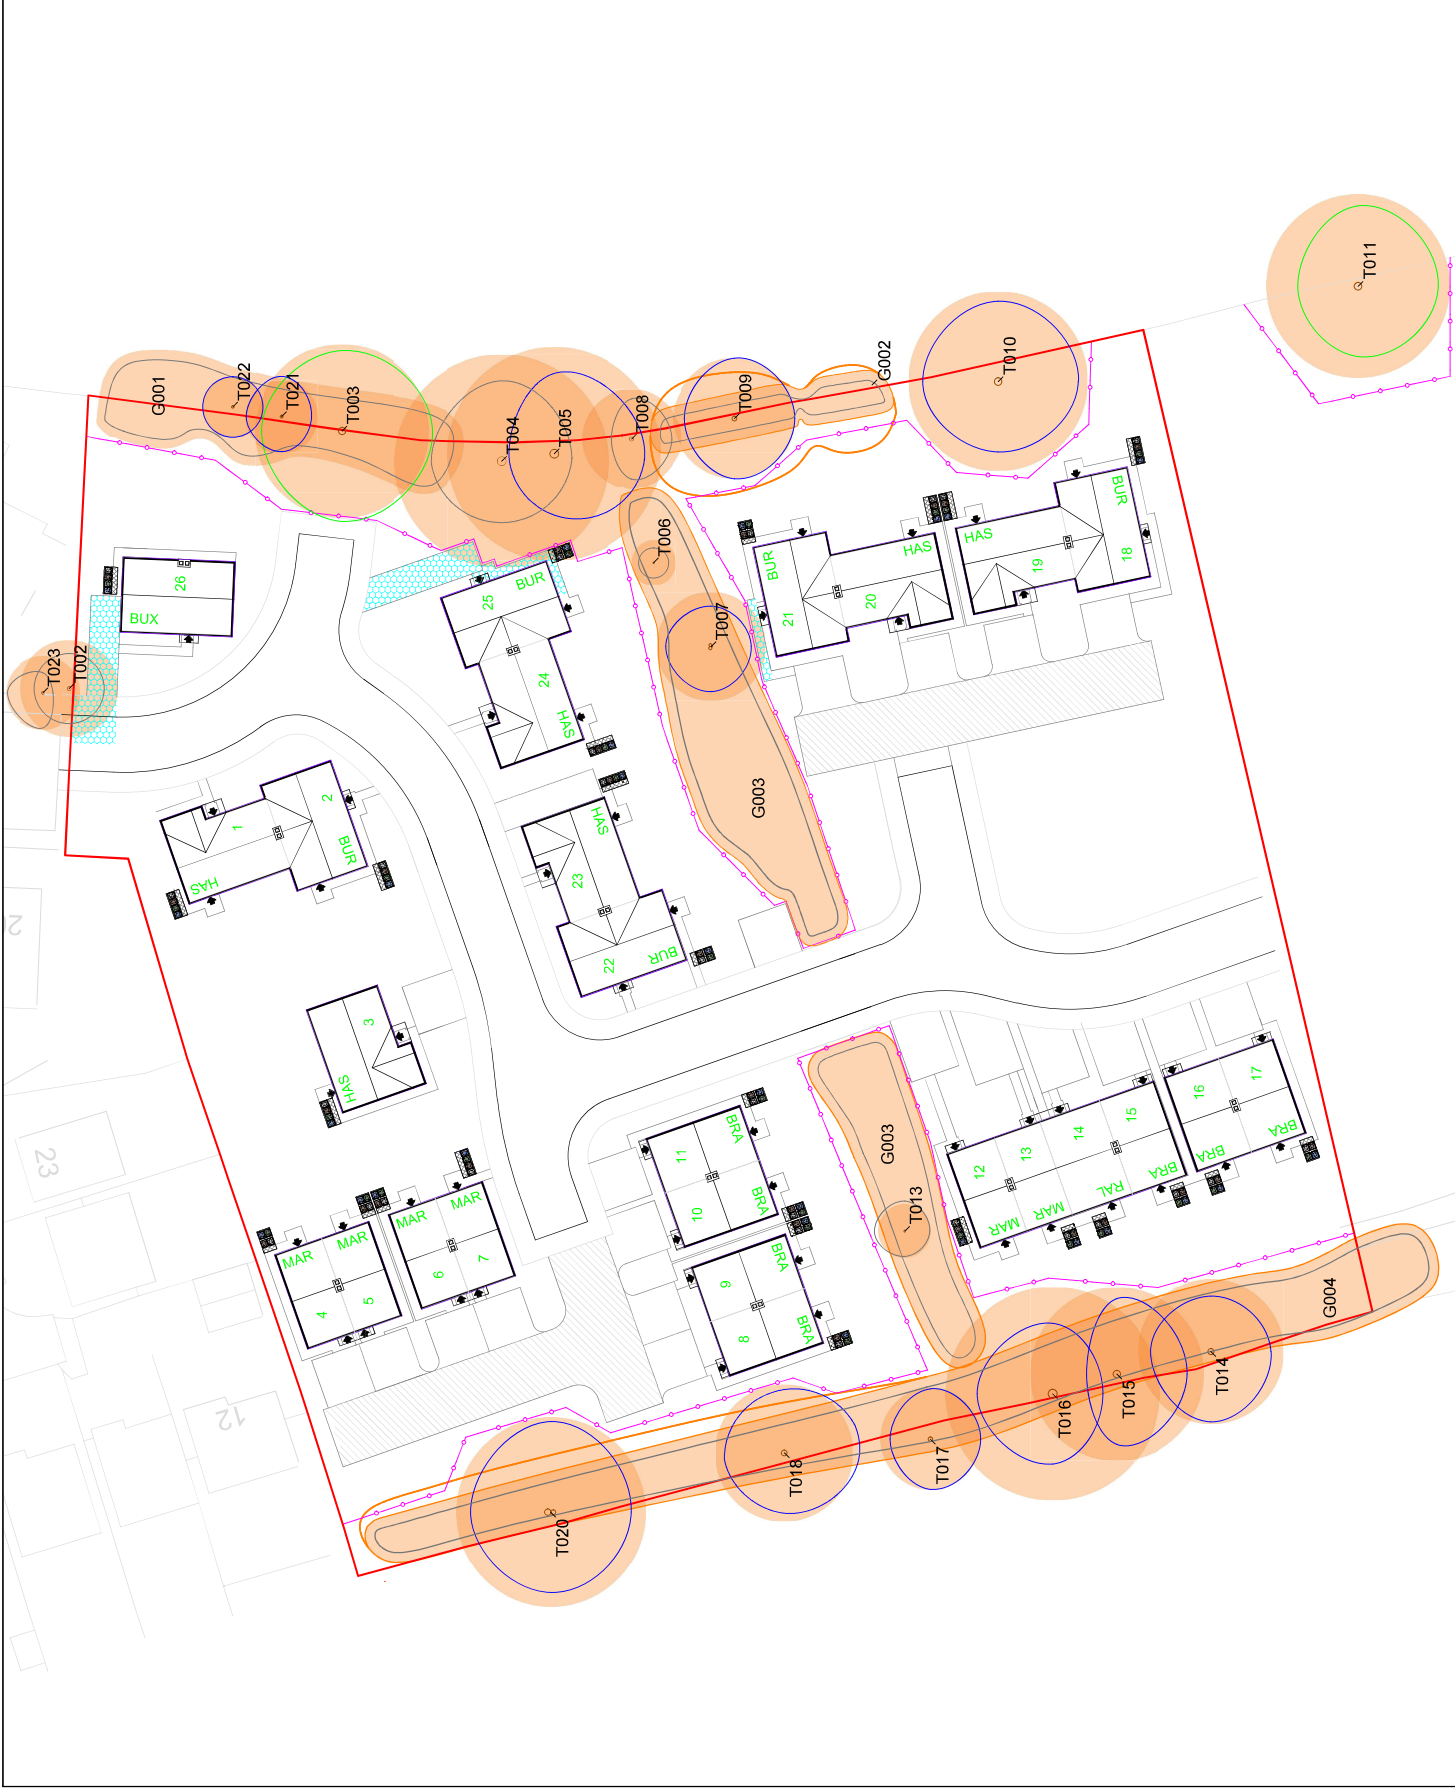 G001
T022
T021
T003
T004
T005
T008
T009
G002
T010
T011
T006
T007
G003
T023
T002
BUX
26
25
BUR
24
HAS
BUR
21
20
HAS
HAS
19
18
BUR
1
HAS
2
BUR
23
HAS
22
BUR
3
HAS
23
12
MAR
MAR
4
5
MAR
MAR
6
7
11
BRA
10
BRA
9
BRA
8
BRA
G003
T013
12
13
14
15
MAR
MAR
RAL
BRA
16
17
BRA
BRA
G004
T014
T015
T016
T017
T018
T020